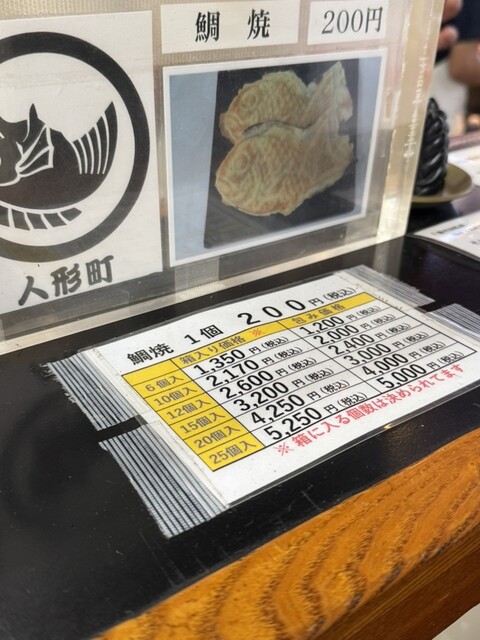 鯛焼 200円
人形町
鯛焼 1個 200円(税込)
箱入り価格※ 包み価格
6個入 1,350円(税込) 1,200円(税込)
10個入 2,170円(税込) 2,000円(税込)
12個入 2,600円(税込) 2,400円(税込)
15個入 3,200円(税込) 3,000円(税込)
20個入 4,250円(税込) 4,000円(税込)
25個入 5,250円(税込) 5,000円(税込)
※箱に入る個数は決められてます